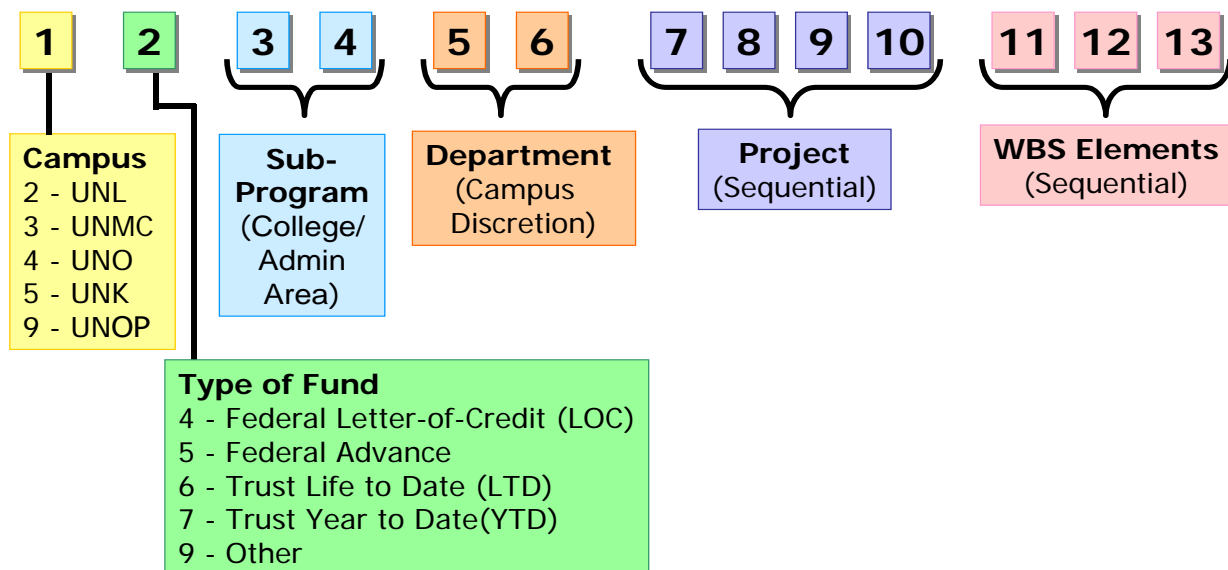 1 2 3 4 5 6 7 8 9 10 11 12 13
Campus
2 - UNL
3 - UNMC
4 - UNO
5 - UNK
9 - UNOP
Sub-
Program
(College/
Admin
Area)
Department
(Campus
Discretion)
Project
(Sequential)
WBS Elements
(Sequential)
Type of Fund
4 - Federal Letter-of-Credit (LOC)
5 - Federal Advance
6 - Trust Life to Date (LTD)
7 - Trust Year to Date(YTD)
9 - Other